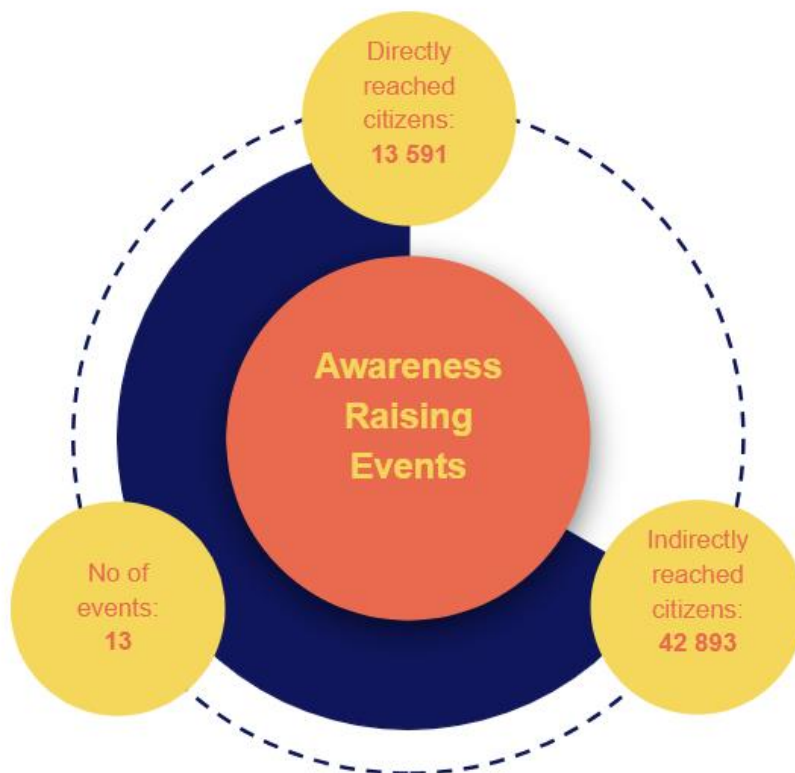 Directly
reached
citizens:
13 591
Awareness
Raising
Events
No of
events:
13
Indirectly
reached
citizens:
42 893